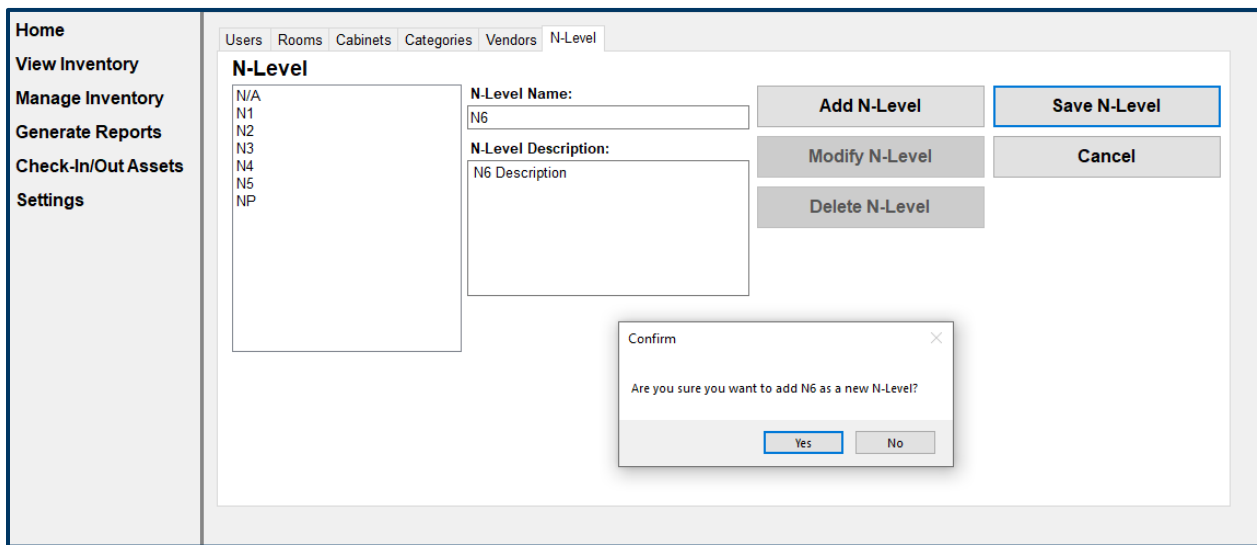 Home
View Inventory
Manage Inventory
Generate Reports
Check-In/Out Assets
Settings
Users Rooms Cabinets Categories Vendors N-Level
N-Level
N/A
N1
N2
N3
N4
N5
NP
N-Level Name:
N6
N-Level Description:
N6 Description
Add N-Level
Save N-Level
Modify N-Level
Cancel
Delete N-Level
Confirm
Are you sure you want to add N6 as a new N-Level?
Yes No